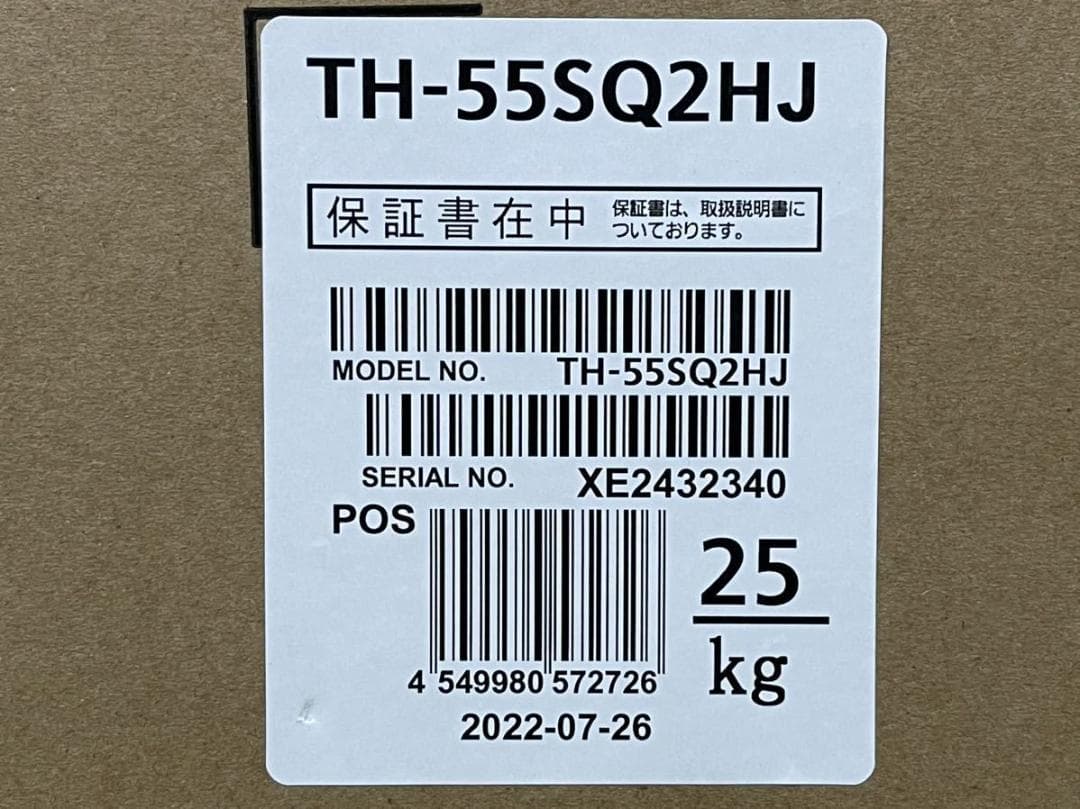 TH-55SQ2HJ
保証書在中 保証書は、取扱説明書に
ついております。
MODEL NO. TH-55SQ2HJ
SERIAL NO. XE2432340
POS
25
kg
4 549980 572726
2022-07-26